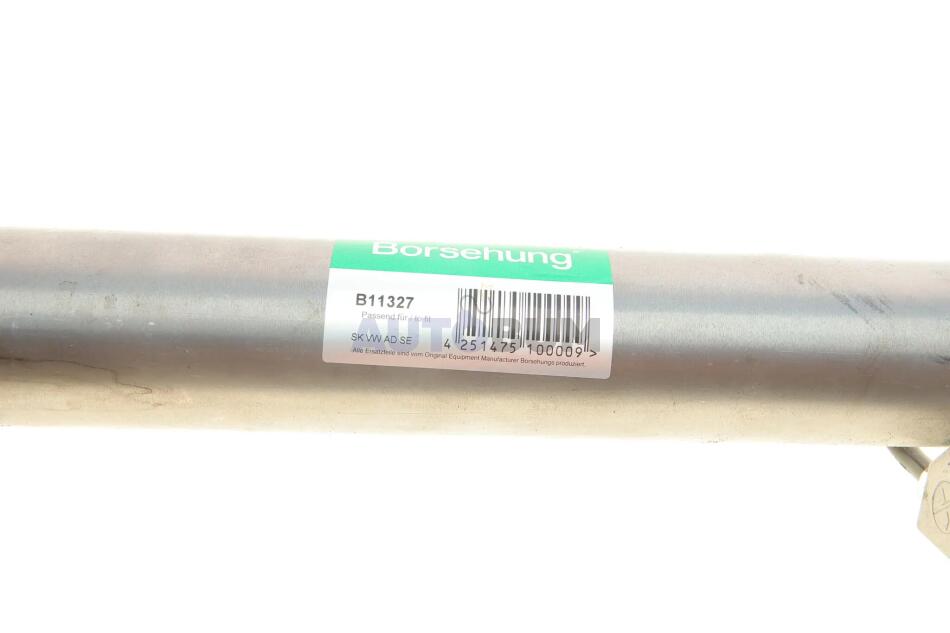 Borsehung
B11327
Passend für / to fit
SK VW AD SE
4 251475 100009 >
Alle Ersatzteile sind vom Original Equipment Manufacturer Borsehungs produziert.